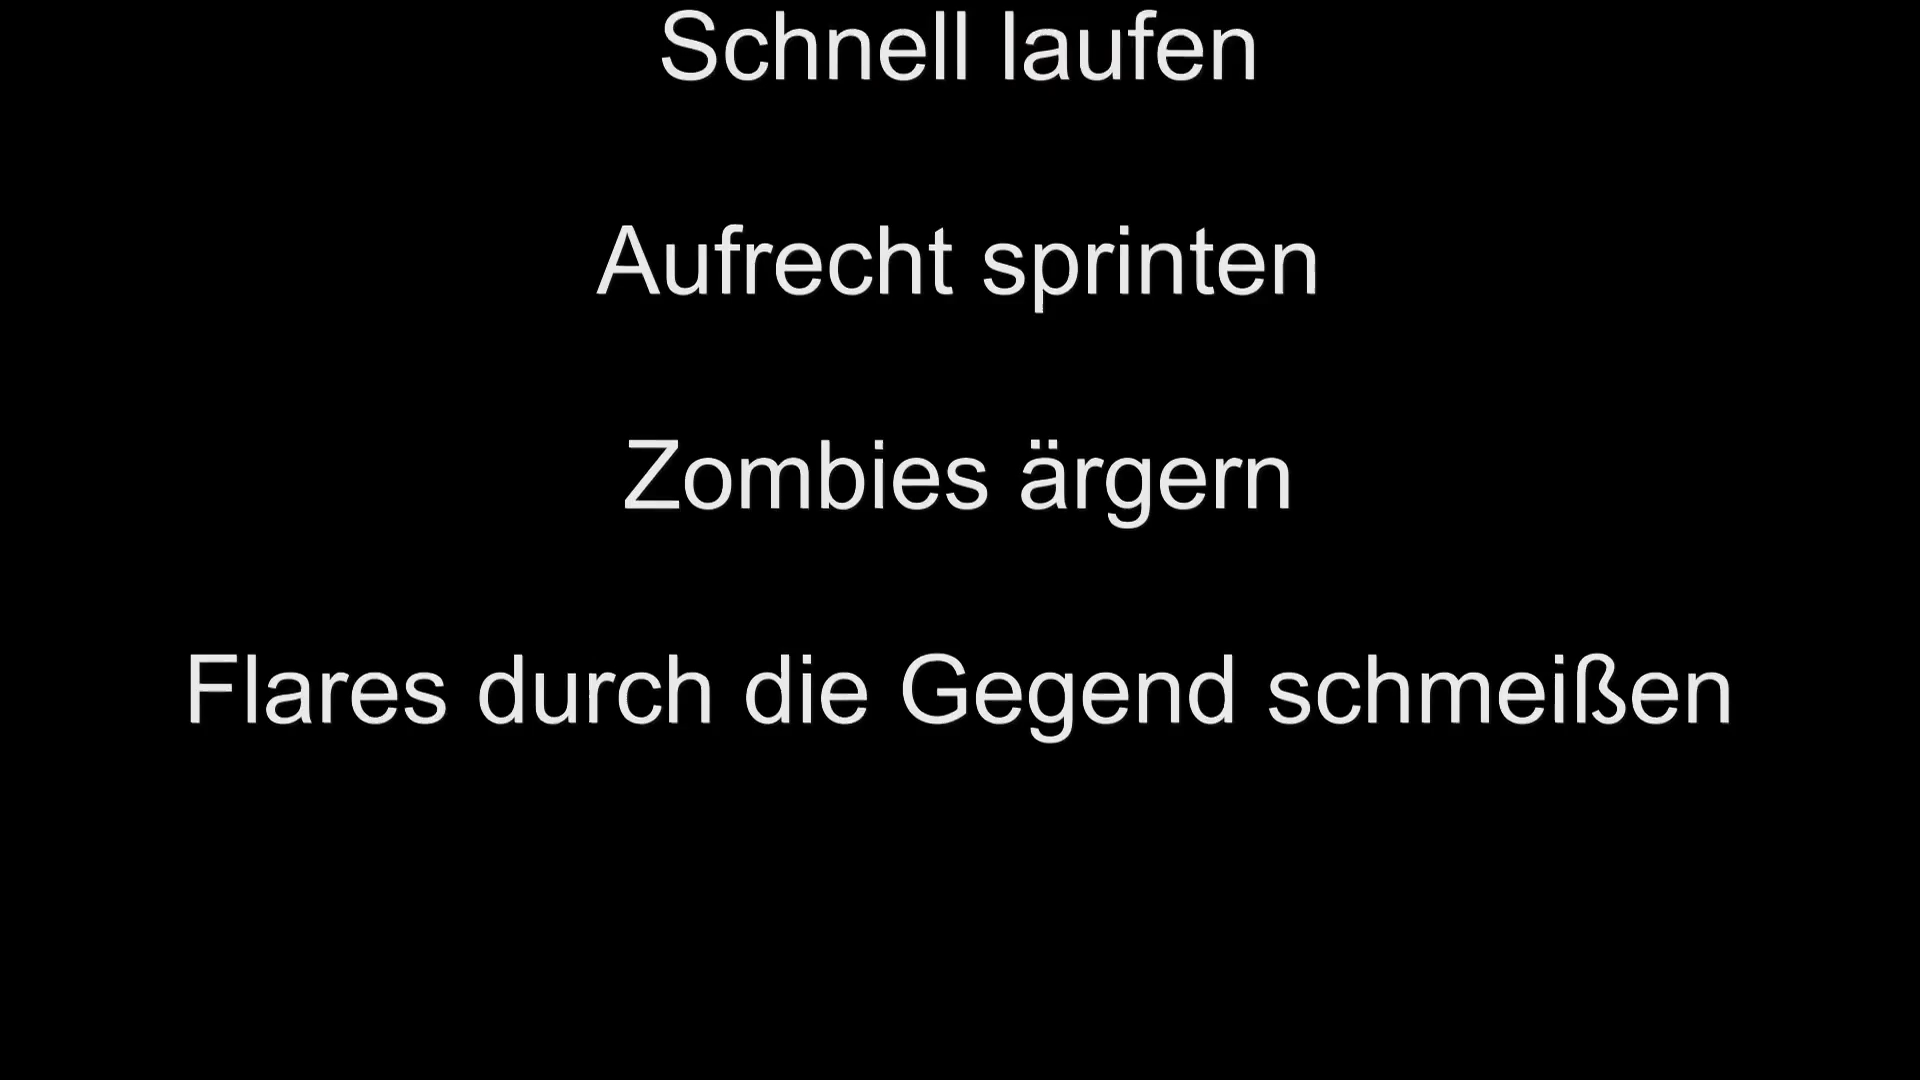 Schnell laufen
Aufrecht sprinten
Zombies ärgern
Flares durch die Gegend schmeißen